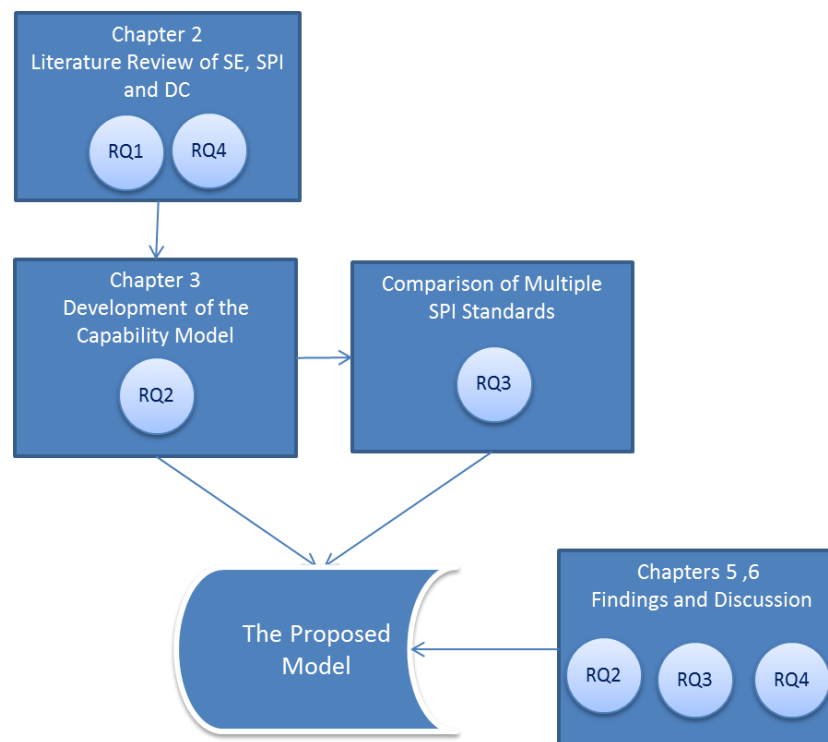 Chapter 2
Literature Review of SE, SPI
and DC
RQ1
RQ4
Chapter 3
Development of the
Capability Model
RQ2
Comparison of Multiple
SPI Standards
RQ3
The Proposed
Model
Chapters 5 ,6
Findings and Discussion
RQ2
RQ3
RQ4